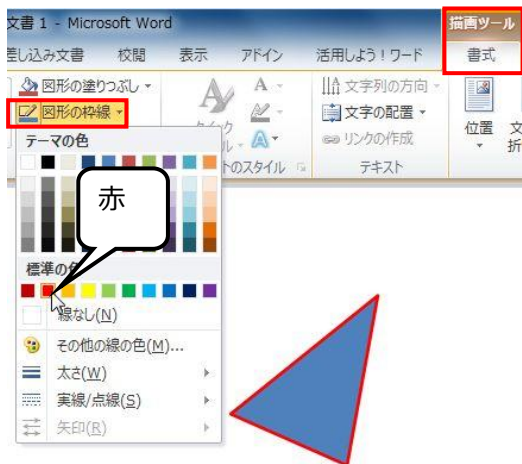 文書 1 - Microsoft Word
描画ツール
差し込み文書 校閲 表示 アドイン 活用しよう！ワード 書式
図形の塗りつぶし
図形の枠線
A
文字列の方向
文字の配置
リンクの作成
位置
テキスト
テーマの色
赤
標準の色
線なし(N)
その他の線の色(M)...
太さ(W)
実線/点線(S)
矢印(R)